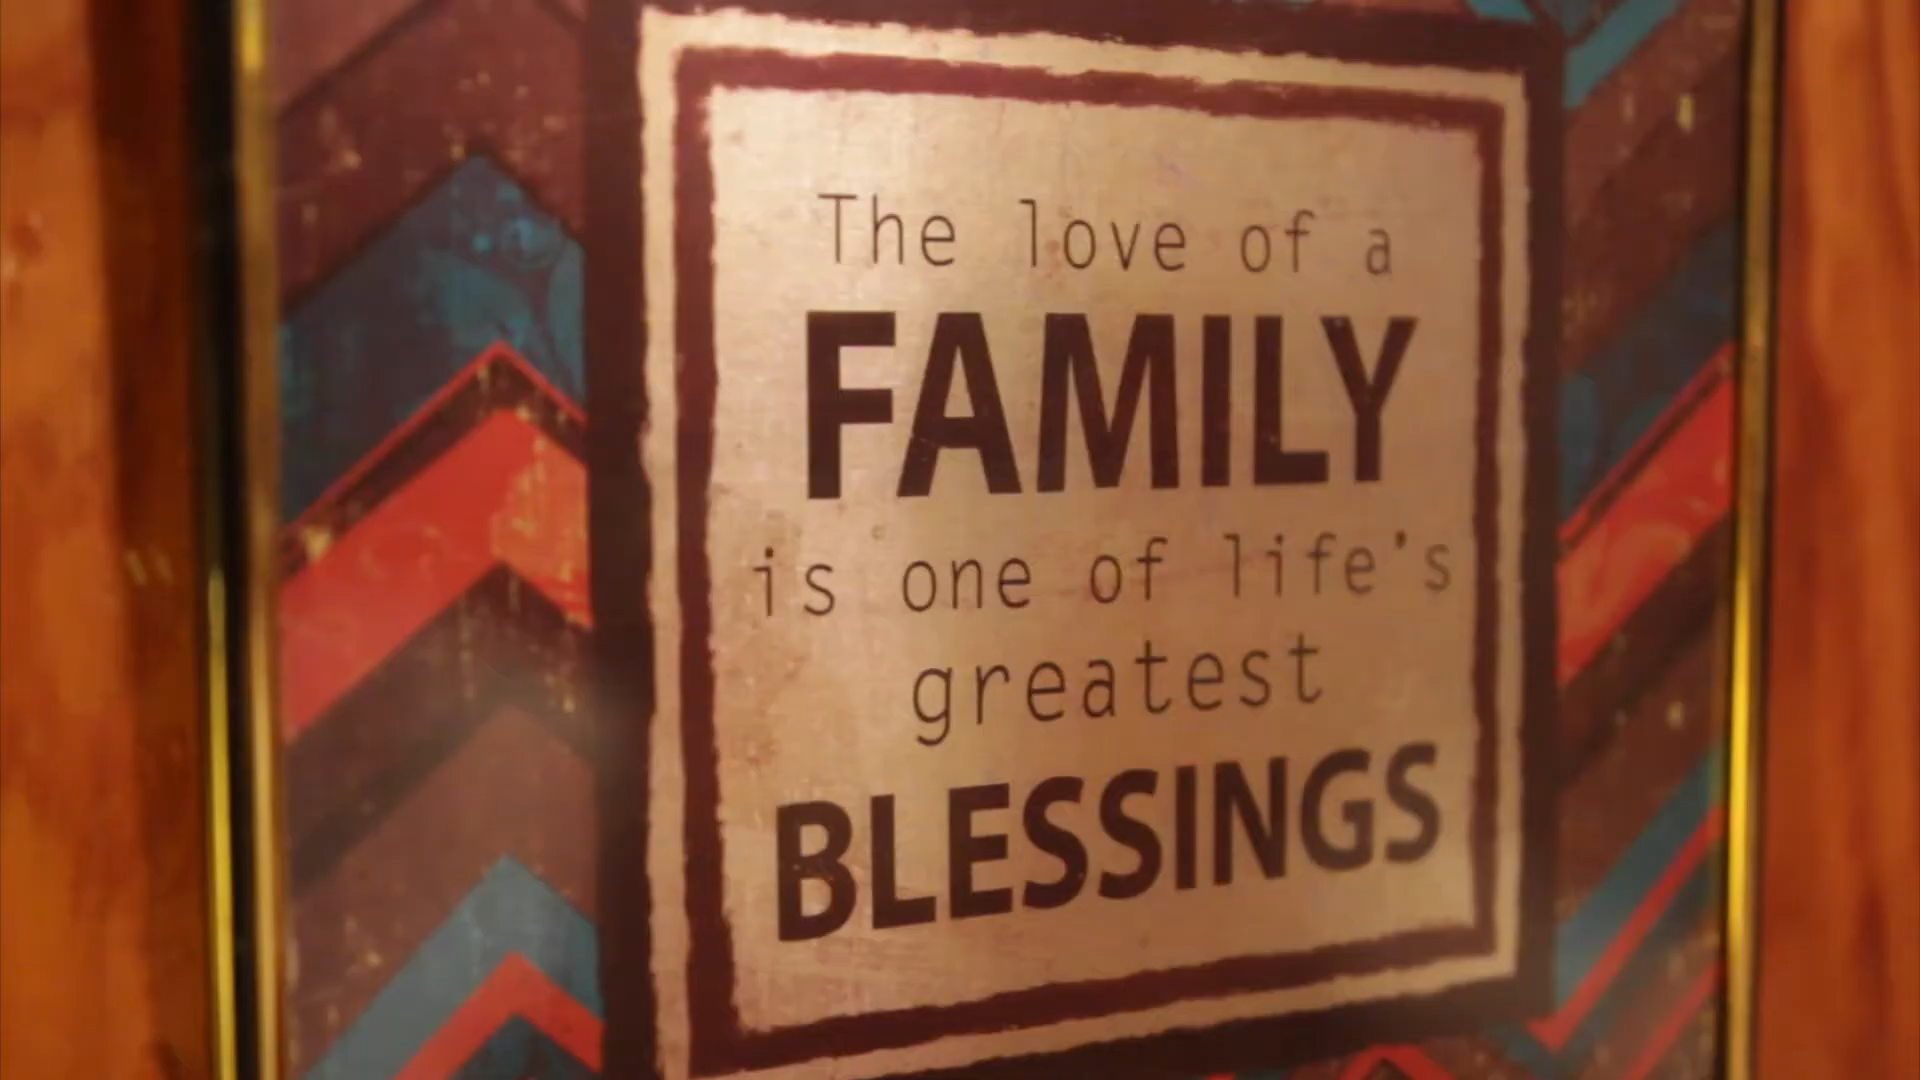 The love of a
FAMILY
is one of life's
greatest
BLESSINGS